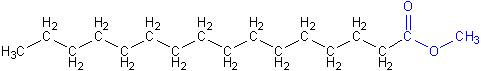 O
H₂ H₂ H₂ H₂ H₂ H₂ H₂
C C C C C C C C CH₃
H₃C C C C C C C C O
H₂ H₂ H₂ H₂ H₂ H₂ H₂